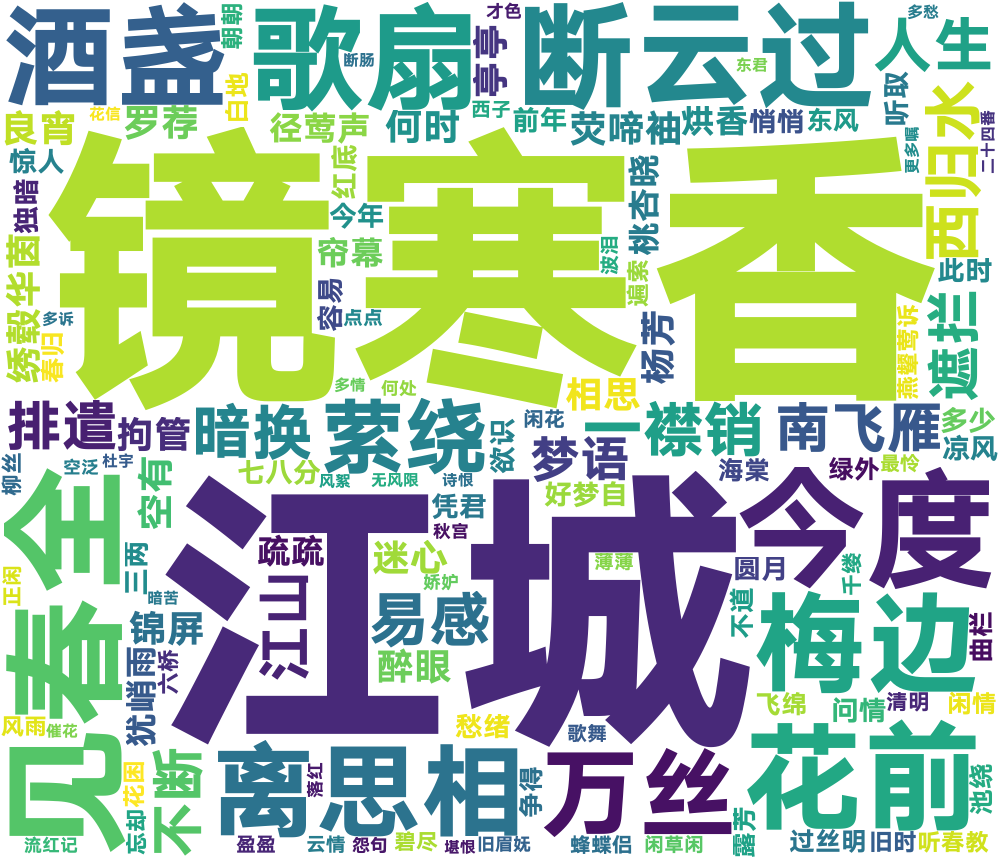 酒盏
朝朝
歌扇
断肠
才色
亭亭
断云过
东君
多愁
人生
听取
良宵
花信
罗荐
白地
径莺声
何时
西子
前年
荧啼袖
烘香
悄悄
东风
更多嘱
西归水
二十四番
惊人
独暗
镜寒香
红底
今年
帘幕
容易
点点
桃杏晓
波泪
遍索
杨芳
此时
遮拦
燕颦莺诉
绣毂华茵
多诉
春归
多情
何处
相思
排遣
拘管
暗换
萦绕
欲识
闲花
梦语
一襟销
南飞雁
多少
凉风
柳丝
空泛
杜宇
空有
七八分
风絮
无风限
诗恨
凭君
好梦自
海棠
绿外
最怜
见春全
正闲
三两
暗苦
江城
疏疏
江山
秋宫
迷心
娇妒
薄薄
易感
醉眼
今度
圆月
千缕
不道
梅边
曲栏
锦屏
六桥
犹峭雨
风雨
催花
愁绪
歌舞
飞绵
问情
清明
闲情
不断
花困
忘却
离思相
落红
争得
万丝
花前
池绕
露芳
流红记
盈盈
云情
怨句
碧尽
堪恨
旧眉妩
蜂蝶侣
闲草闲
过丝明
旧时
听春教